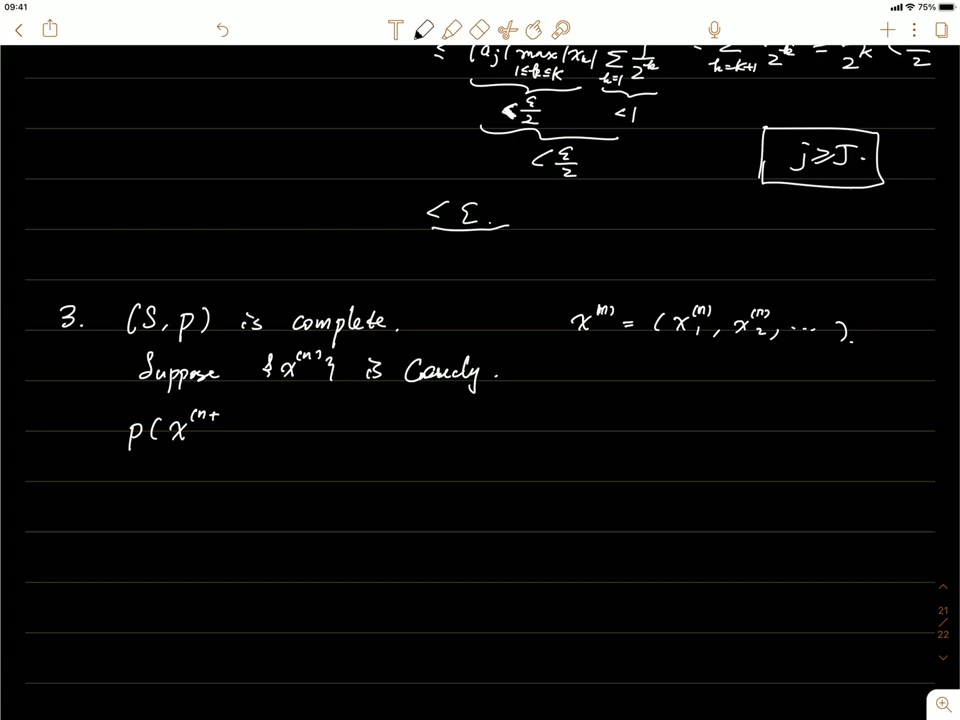 09:41
75%
≤ |a_j| max_{1≤k≤K} |x_k| Σ_{k=1} 1/2^k
< ε/2 < 1
< ε/2
j ≥ J.
< ε.
3. (S, p) is complete. x^{(n)} = (x_1^{(n)}, x_2^{(n)}, ... ).
Suppose {x^{(n)}} is Cauchy.
p( x^{(n+
21
/
22